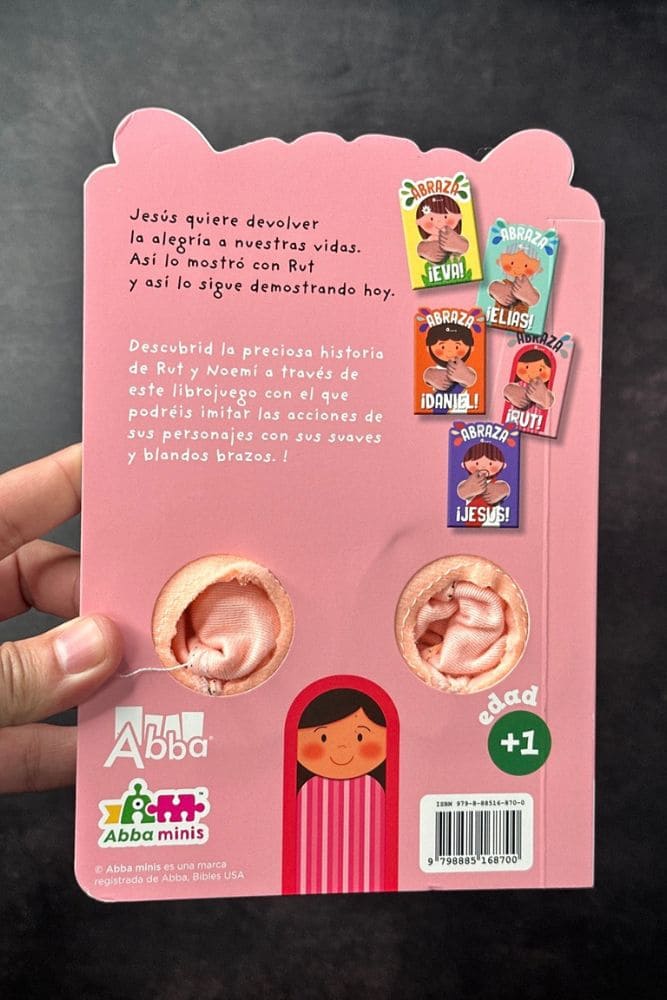 Jesús quiere devolver
la alegría a nuestras vidas.
Así lo mostró con Rut
y así lo sigue demostrando hoy.
Descubrid la preciosa historia
de Rut y Noemí a través de
este librojuego con el que
podréis imitar las acciones de
sus personajes con sus suaves
y blandos brazos. !
ABRAZA
a...
¡EVA!
ABRAZA
¡ELIAS!
ABRAZA
a...
¡DANIEL!
ABRAZA
¡RUT!
ABRAZA
a...
¡JESUS!
edad
+1
Abba®
Abba minis
© Abba minis es una marca
registrada de Abba, Bibles USA
ISBN 979-8-88516-870-0
9 798885 168700